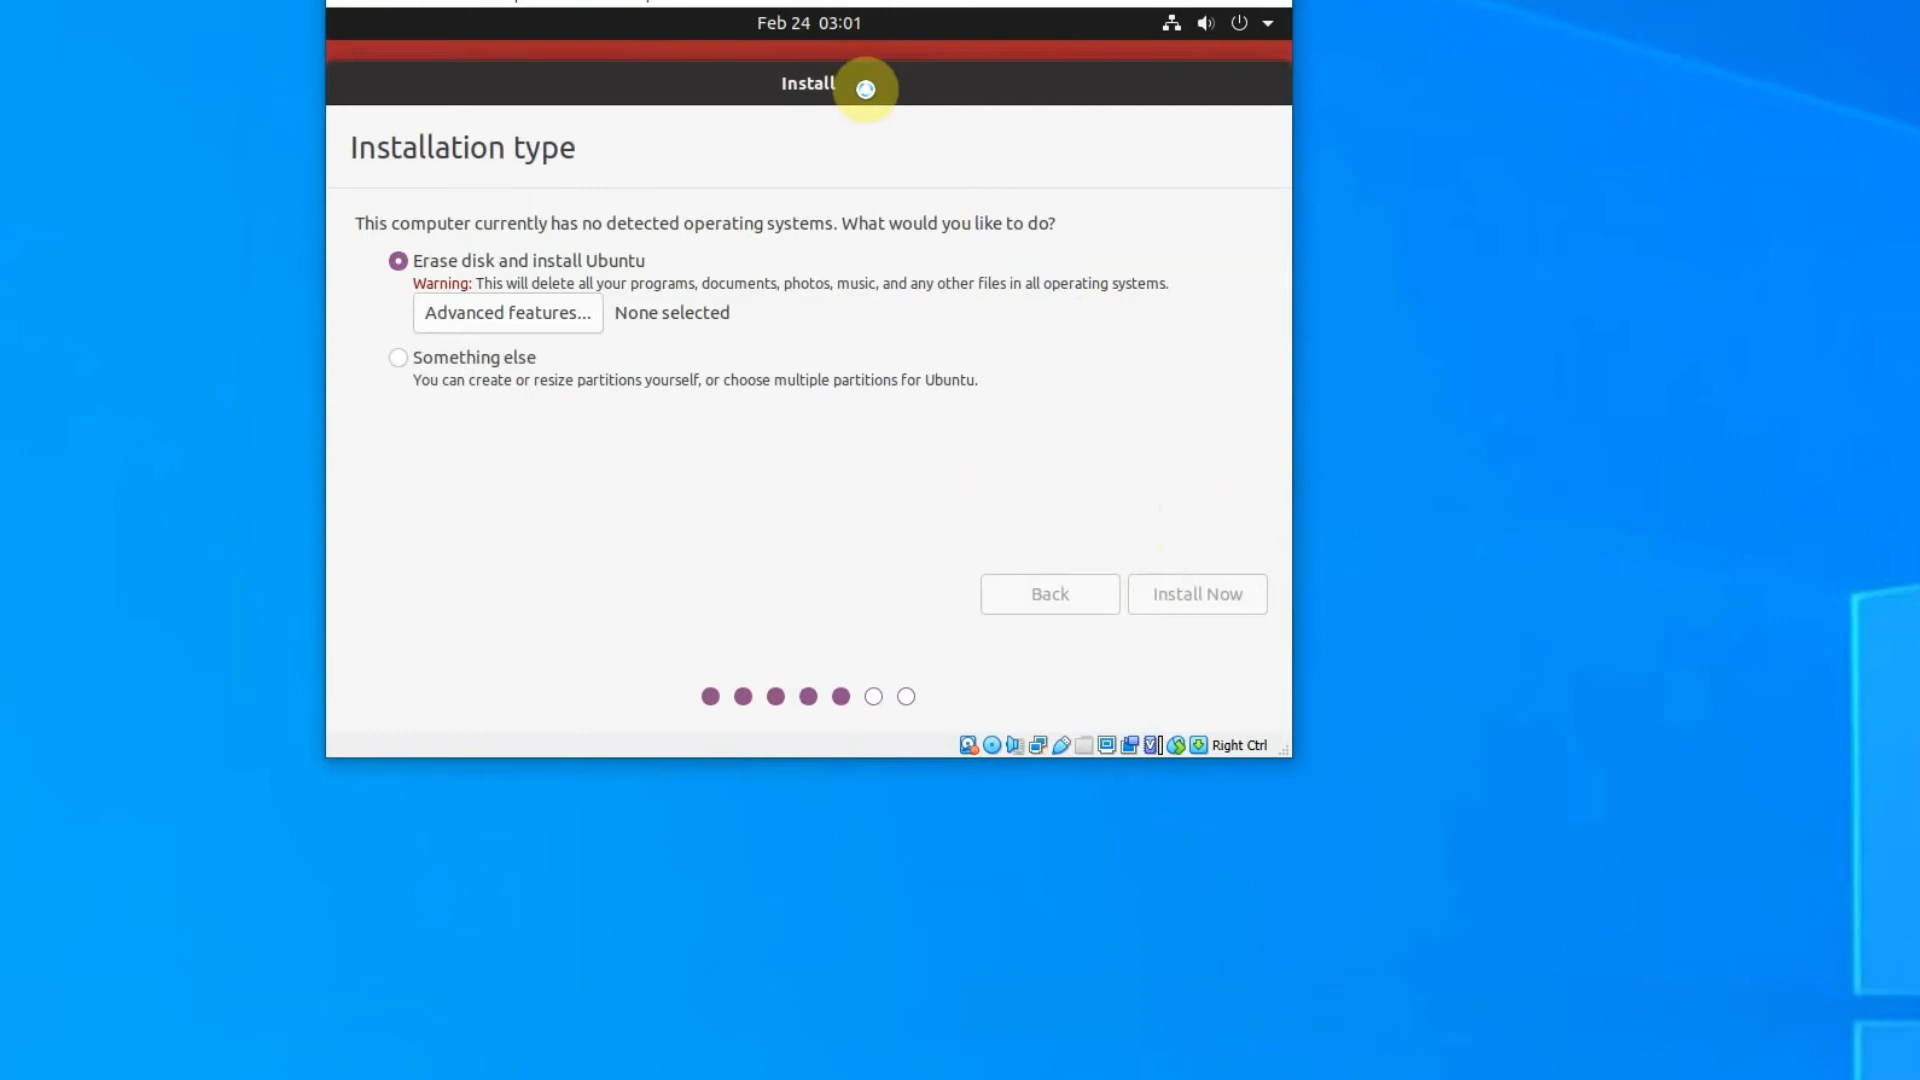 Feb 24 03:01
Install
Installation type
This computer currently has no detected operating systems. What would you like to do?
Erase disk and install Ubuntu
Warning: This will delete all your programs, documents, photos, music, and any other files in all operating systems.
Advanced features... None selected
Something else
You can create or resize partitions yourself, or choose multiple partitions for Ubuntu.
Back Install Now
Right Ctrl